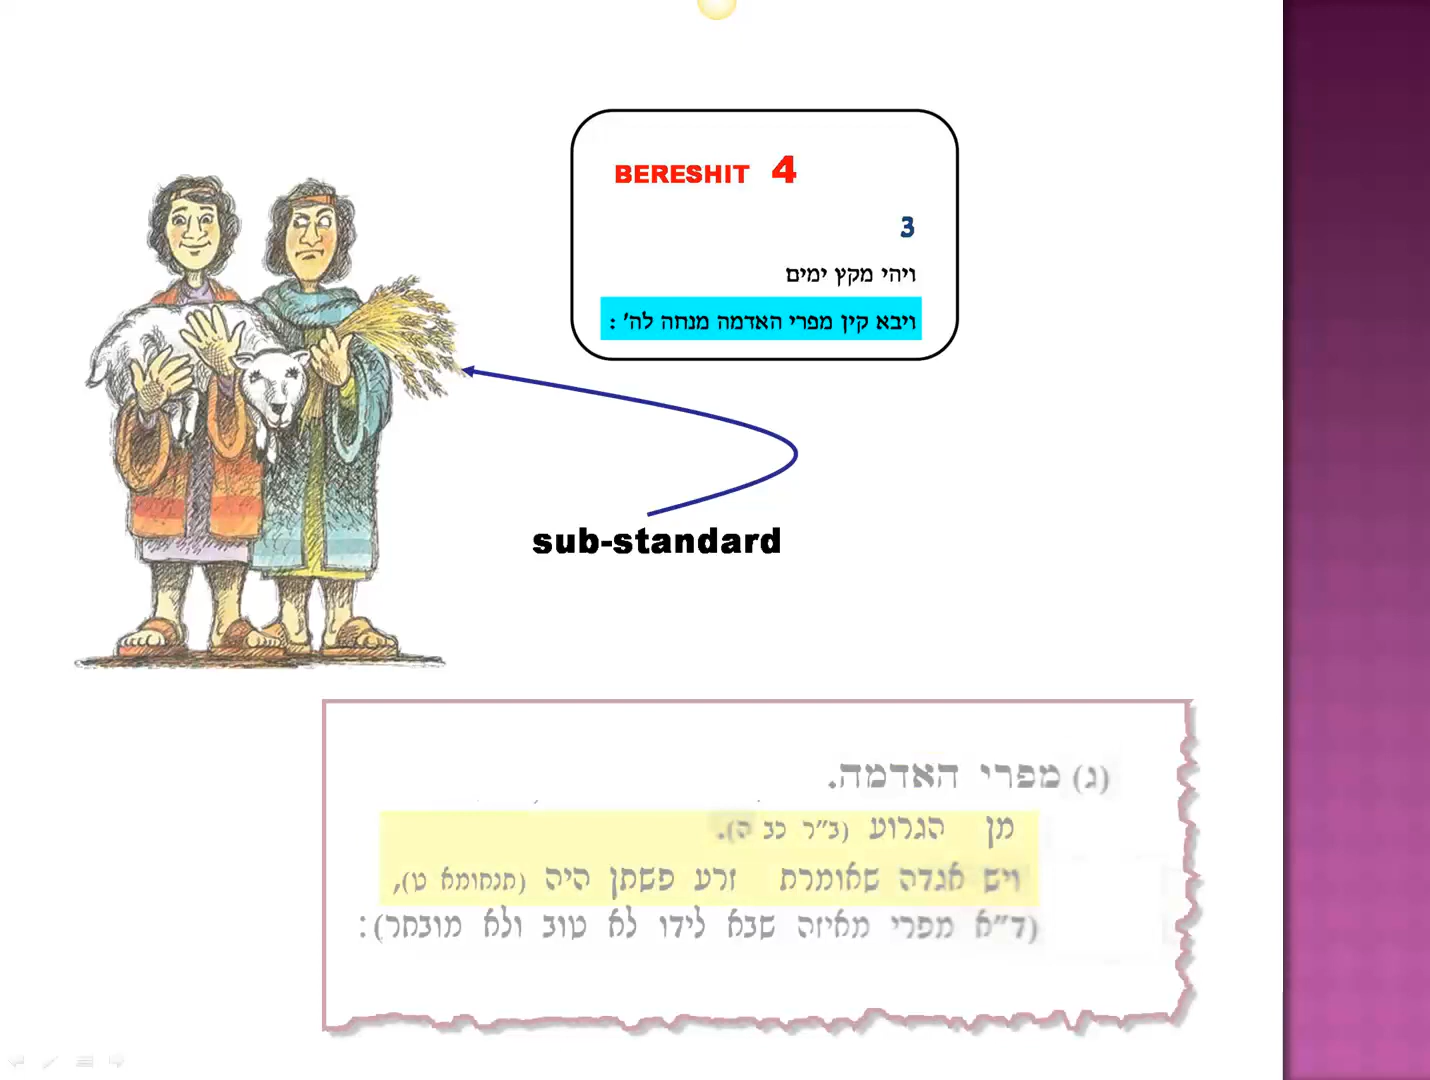 BERESHIT 4
3
ויהי מקץ ימים
ויבא קין מפרי האדמה מנחה לה' :
sub-standard
(ג) מפרי האדמה.
מן הגרוע (ב"ר כב ה).
ויש אגדה שאומרת זרע פשתן היה (תנחומא ט),
(ד"א מפרי מאיזה שבא לידו לא טוב ולא מובחר):